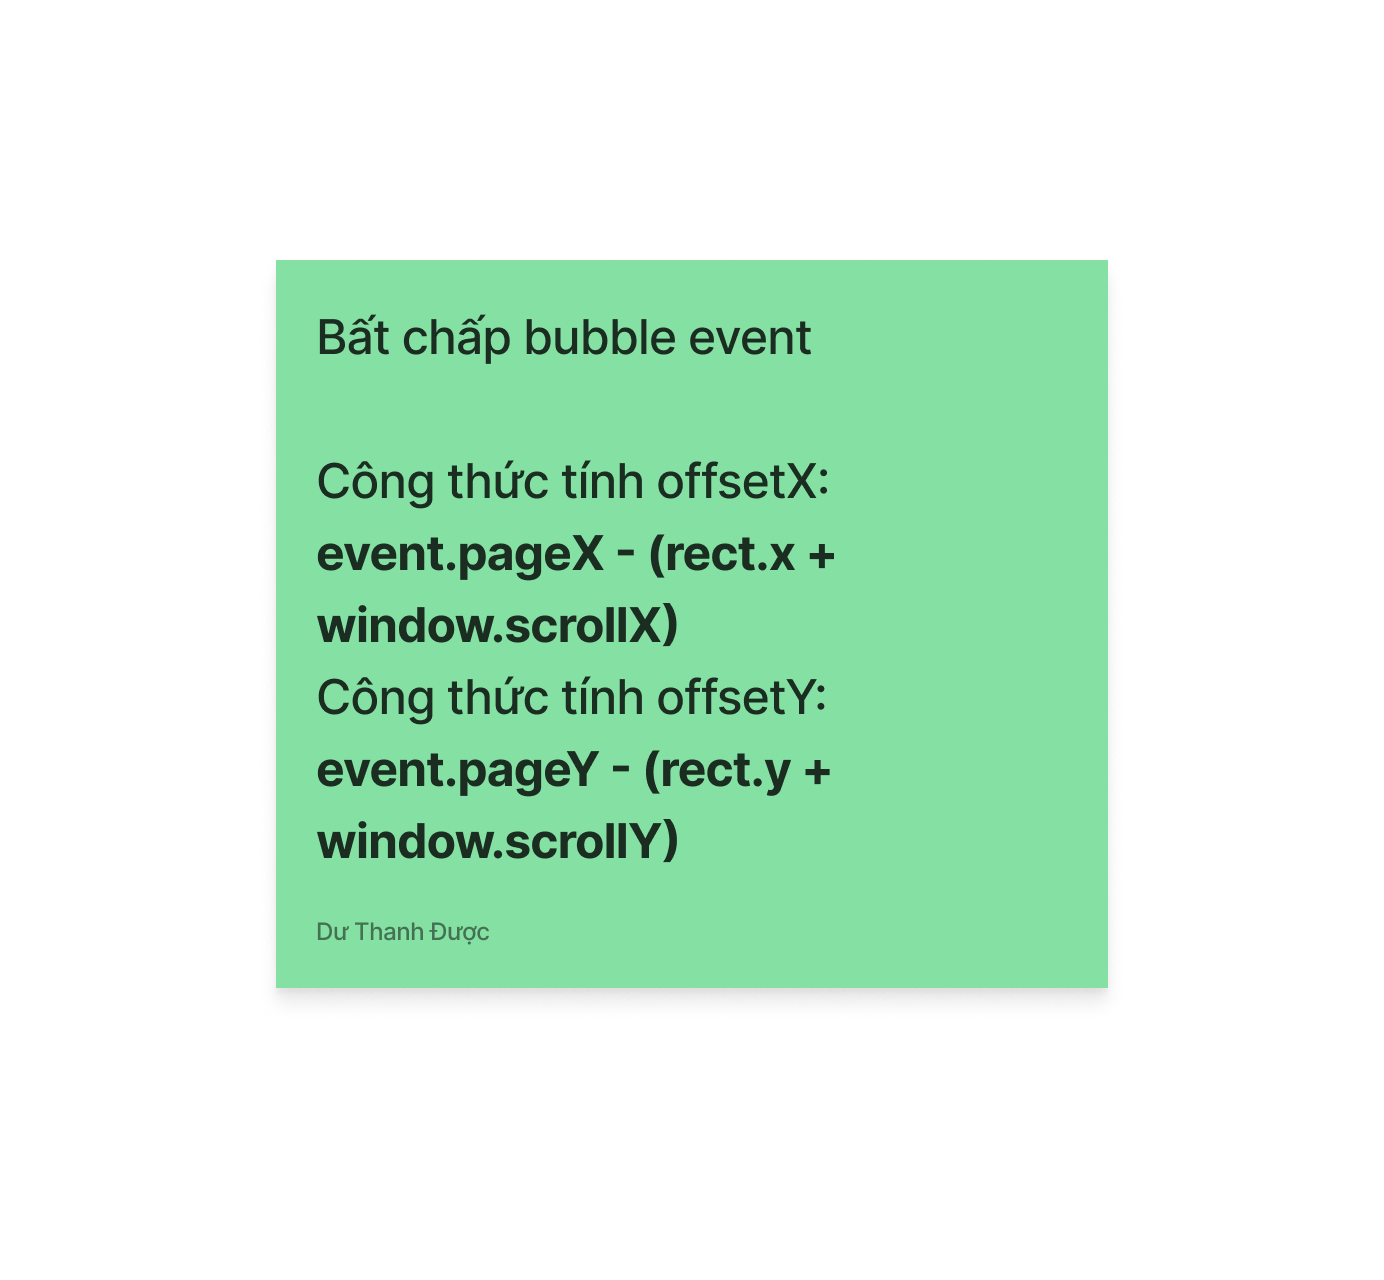 Bất chấp bubble event
Công thức tính offsetX:
event.pageX - (rect.x +
window.scrollX)
Công thức tính offsetY:
event.pageY - (rect.y +
window.scrollY)
Dư Thanh Được